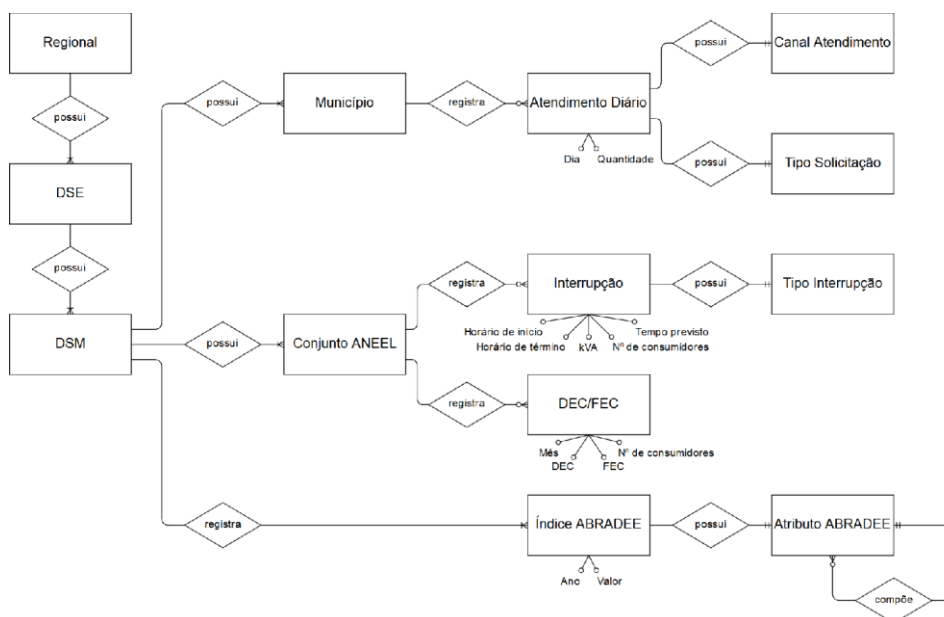 Regional
possui
DSE
possui
DSM
possui
Município
registra
Atendimento Diário
Dia
Quantidade
possui
Canal Atendimento
possui
Tipo Solicitação
possui
Conjunto ANEEL
registra
Interrupção
Horário de início
Horário de término
kVA
Nº de consumidores
Tempo previsto
possui
Tipo Interrupção
registra
DEC/FEC
Mês
DEC
FEC
Nº de consumidores
registra
Índice ABRADEE
Ano
Valor
possui
Atributo ABRADEE
compõe